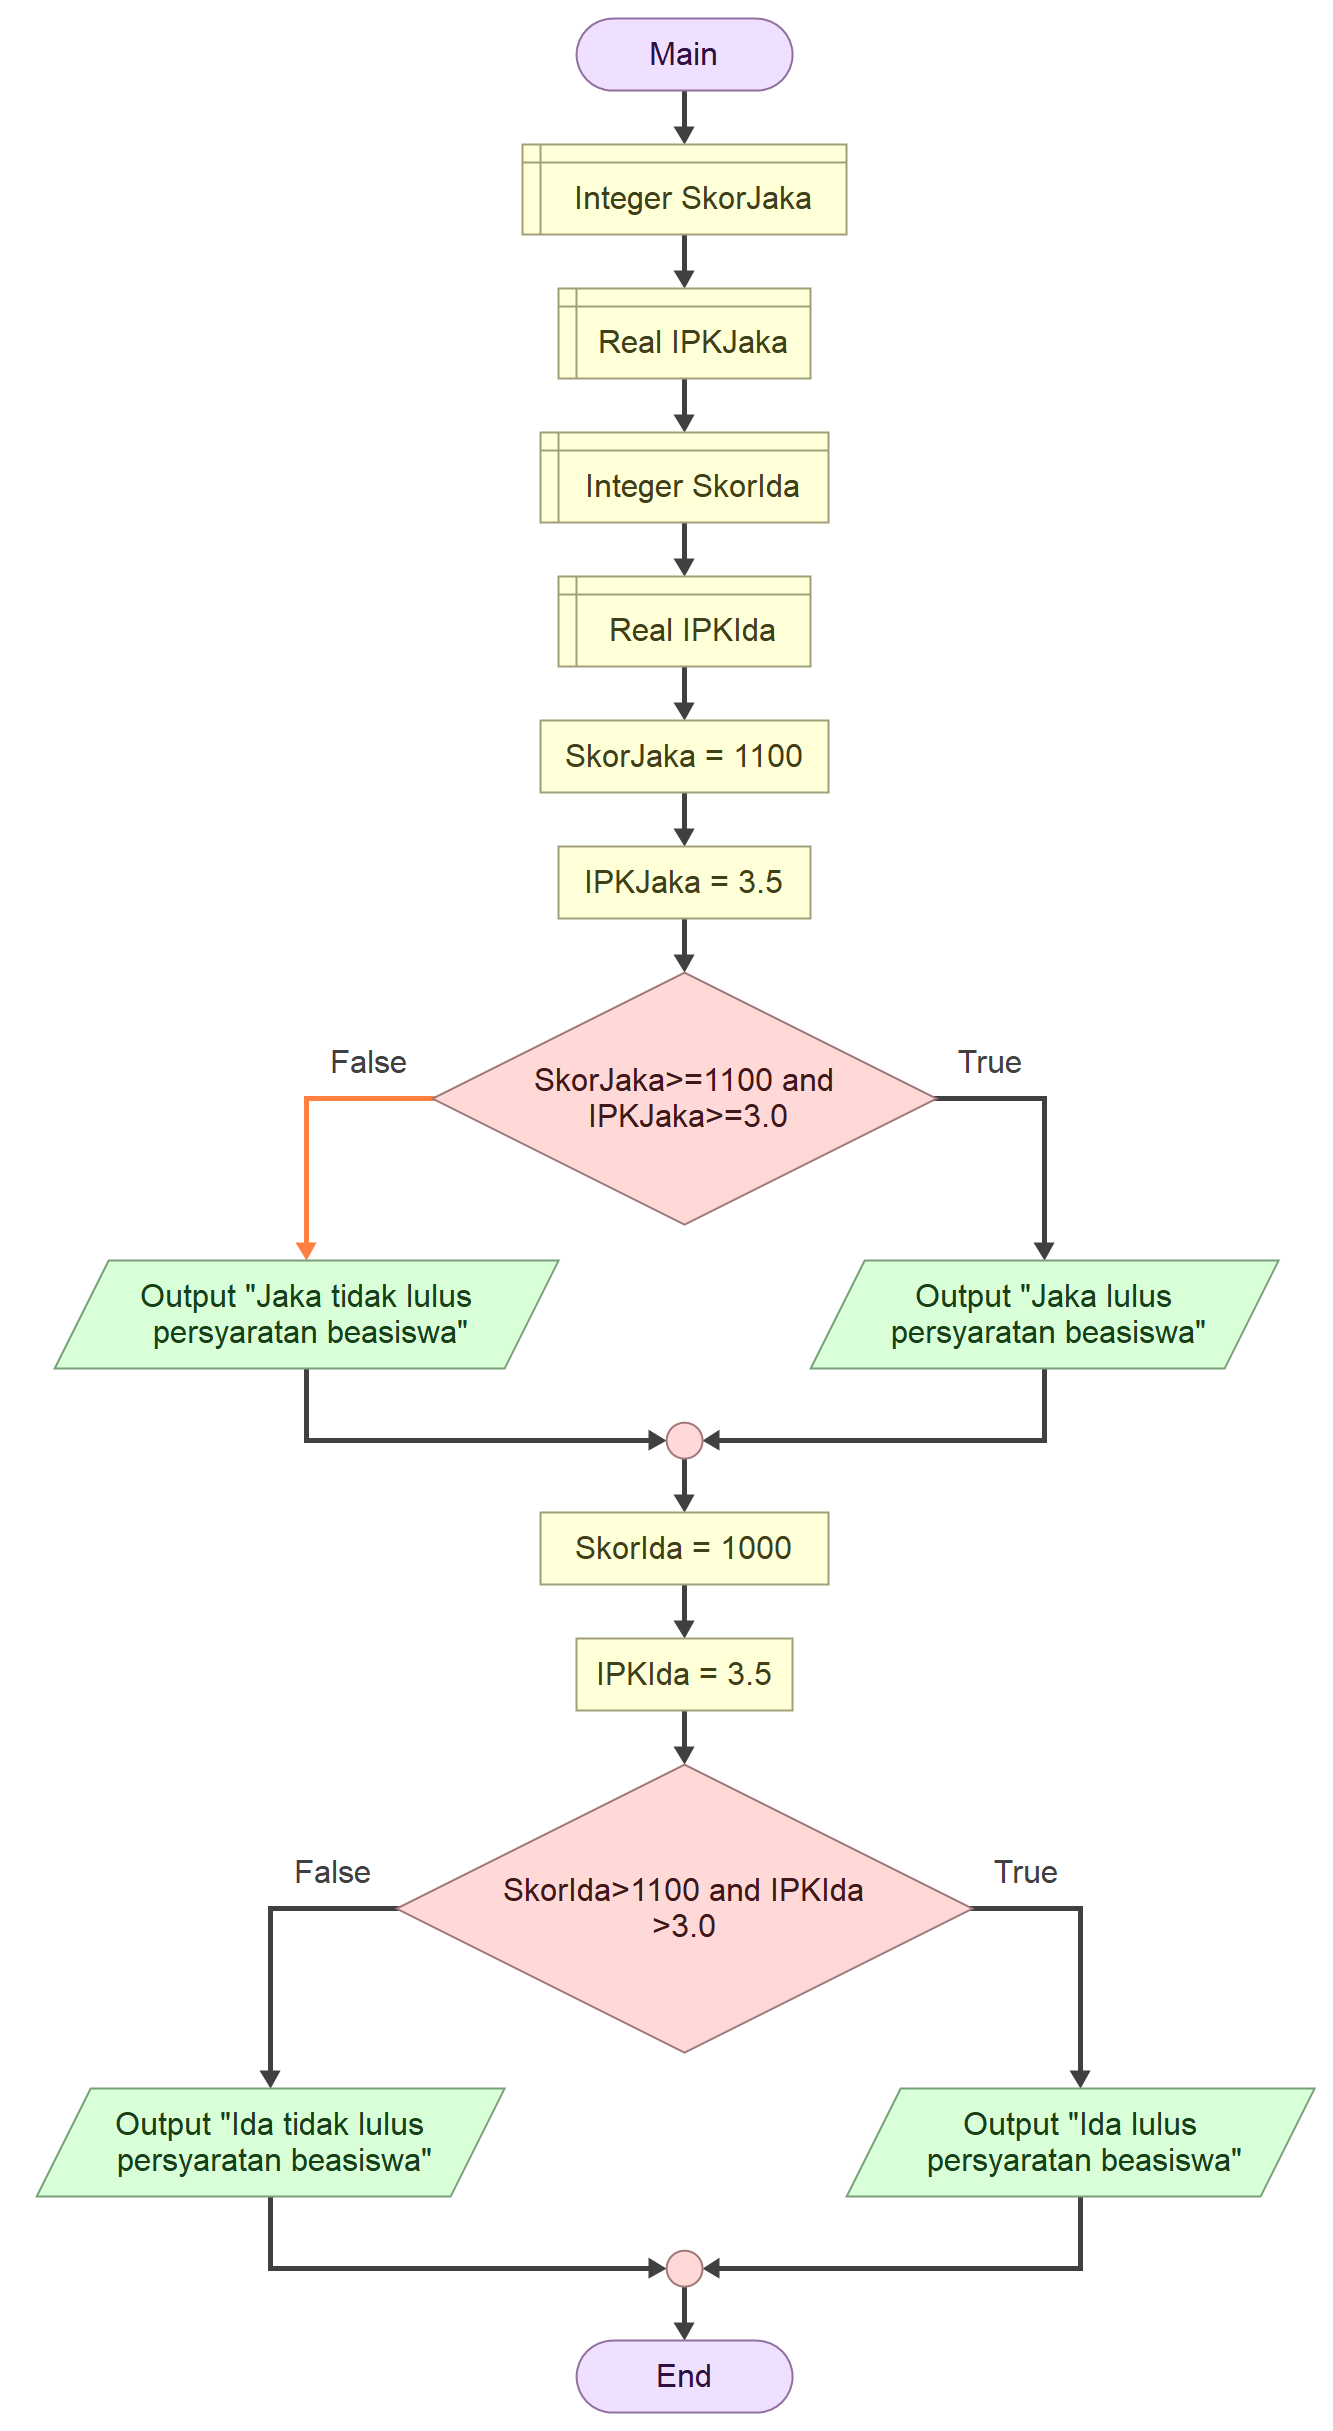 Main
Integer SkorJaka
Real IPKJaka
Integer SkorIda
Real IPKIda
SkorJaka = 1100
IPKJaka = 3.5
False
True
SkorJaka>=1100 and
IPKJaka>=3.0
Output "Jaka tidak lulus
persyaratan beasiswa"
Output "Jaka lulus
persyaratan beasiswa"
SkorIda = 1000
IPKIda = 3.5
False
True
SkorIda>1100 and IPKIda
>3.0
Output "Ida tidak lulus
persyaratan beasiswa"
Output "Ida lulus
persyaratan beasiswa"
End